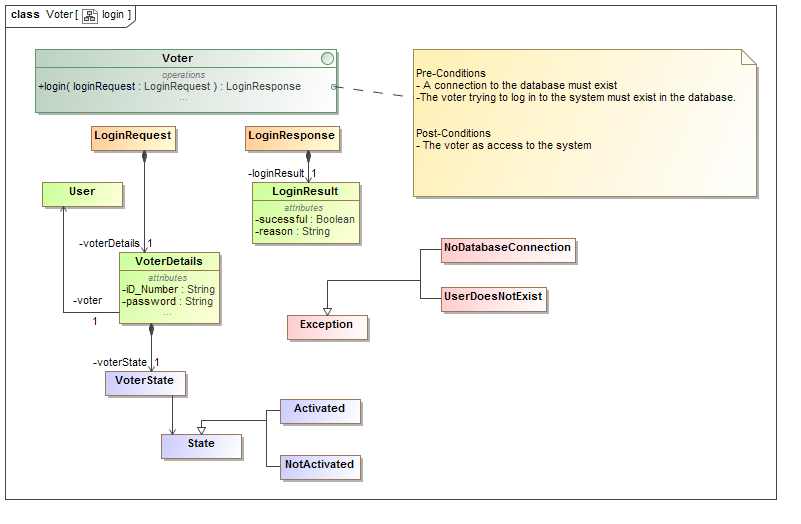 class Voter [ login ]
Voter
operations
+login( loginRequest : LoginRequest ) : LoginResponse
...
Pre-Conditions
- A connection to the database must exist
-The voter trying to log in to the system must exist in the database.
Post-Conditions
- The voter as access to the system
LoginRequest
LoginResponse
-loginResult 1
User
LoginResult
attributes
-sucessful : Boolean
-reason : String
-voterDetails 1
VoterDetails
attributes
-iD_Number : String
-password : String
...
-voter
1
NoDatabaseConnection
UserDoesNotExist
Exception
-voterState 1
VoterState
Activated
State
NotActivated